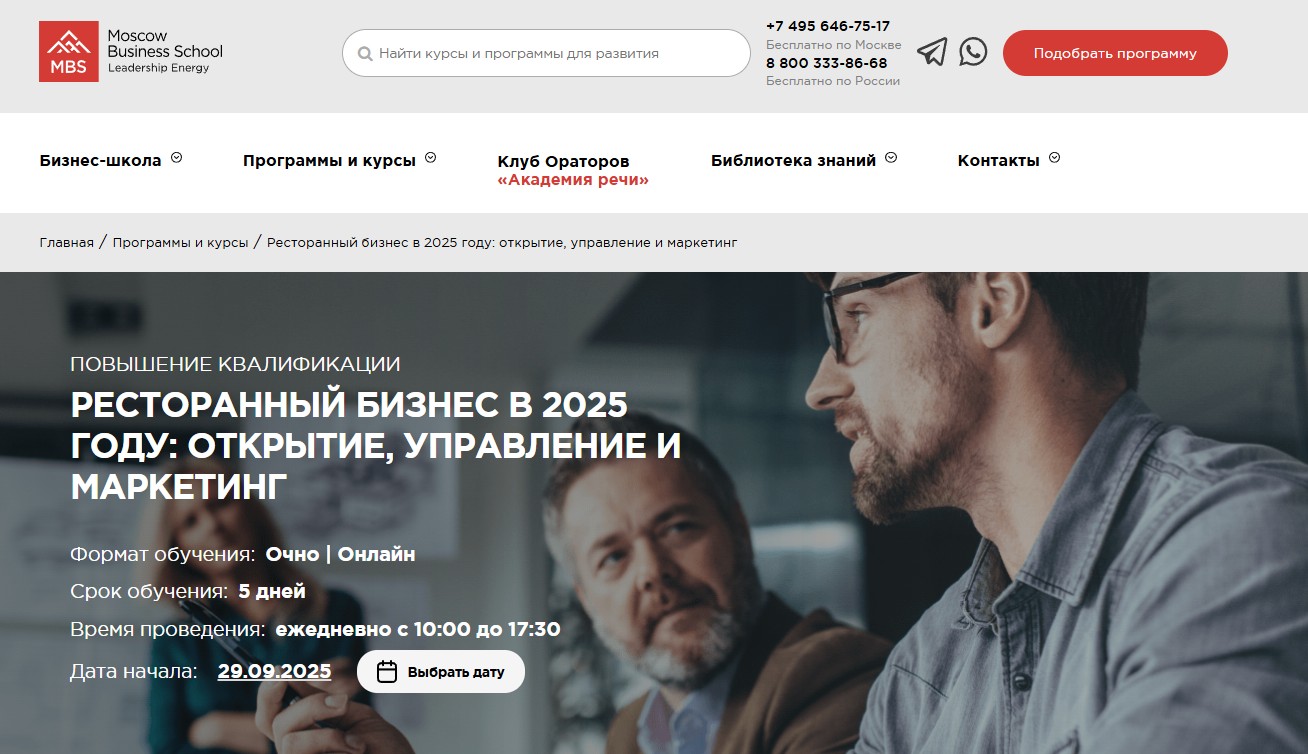 MBS
Moscow
Business School
Leadership Energy
Найти курсы и программы для развития
+7 495 646-75-17
Бесплатно по Москве
8 800 333-86-68
Бесплатно по России
Подобрать программу
Бизнес-школа
Программы и курсы
Клуб Ораторов
«Академия речи»
Библиотека знаний
Контакты
Главная / Программы и курсы / Ресторанный бизнес в 2025 году: открытие, управление и маркетинг
ПОВЫШЕНИЕ КВАЛИФИКАЦИИ
РЕСТОРАННЫЙ БИЗНЕС В 2025
ГОДУ: ОТКРЫТИЕ, УПРАВЛЕНИЕ И
МАРКЕТИНГ
Формат обучения: Очно | Онлайн
Срок обучения: 5 дней
Время проведения: ежедневно с 10:00 до 17:30
Дата начала: 29.09.2025 Выбрать дату